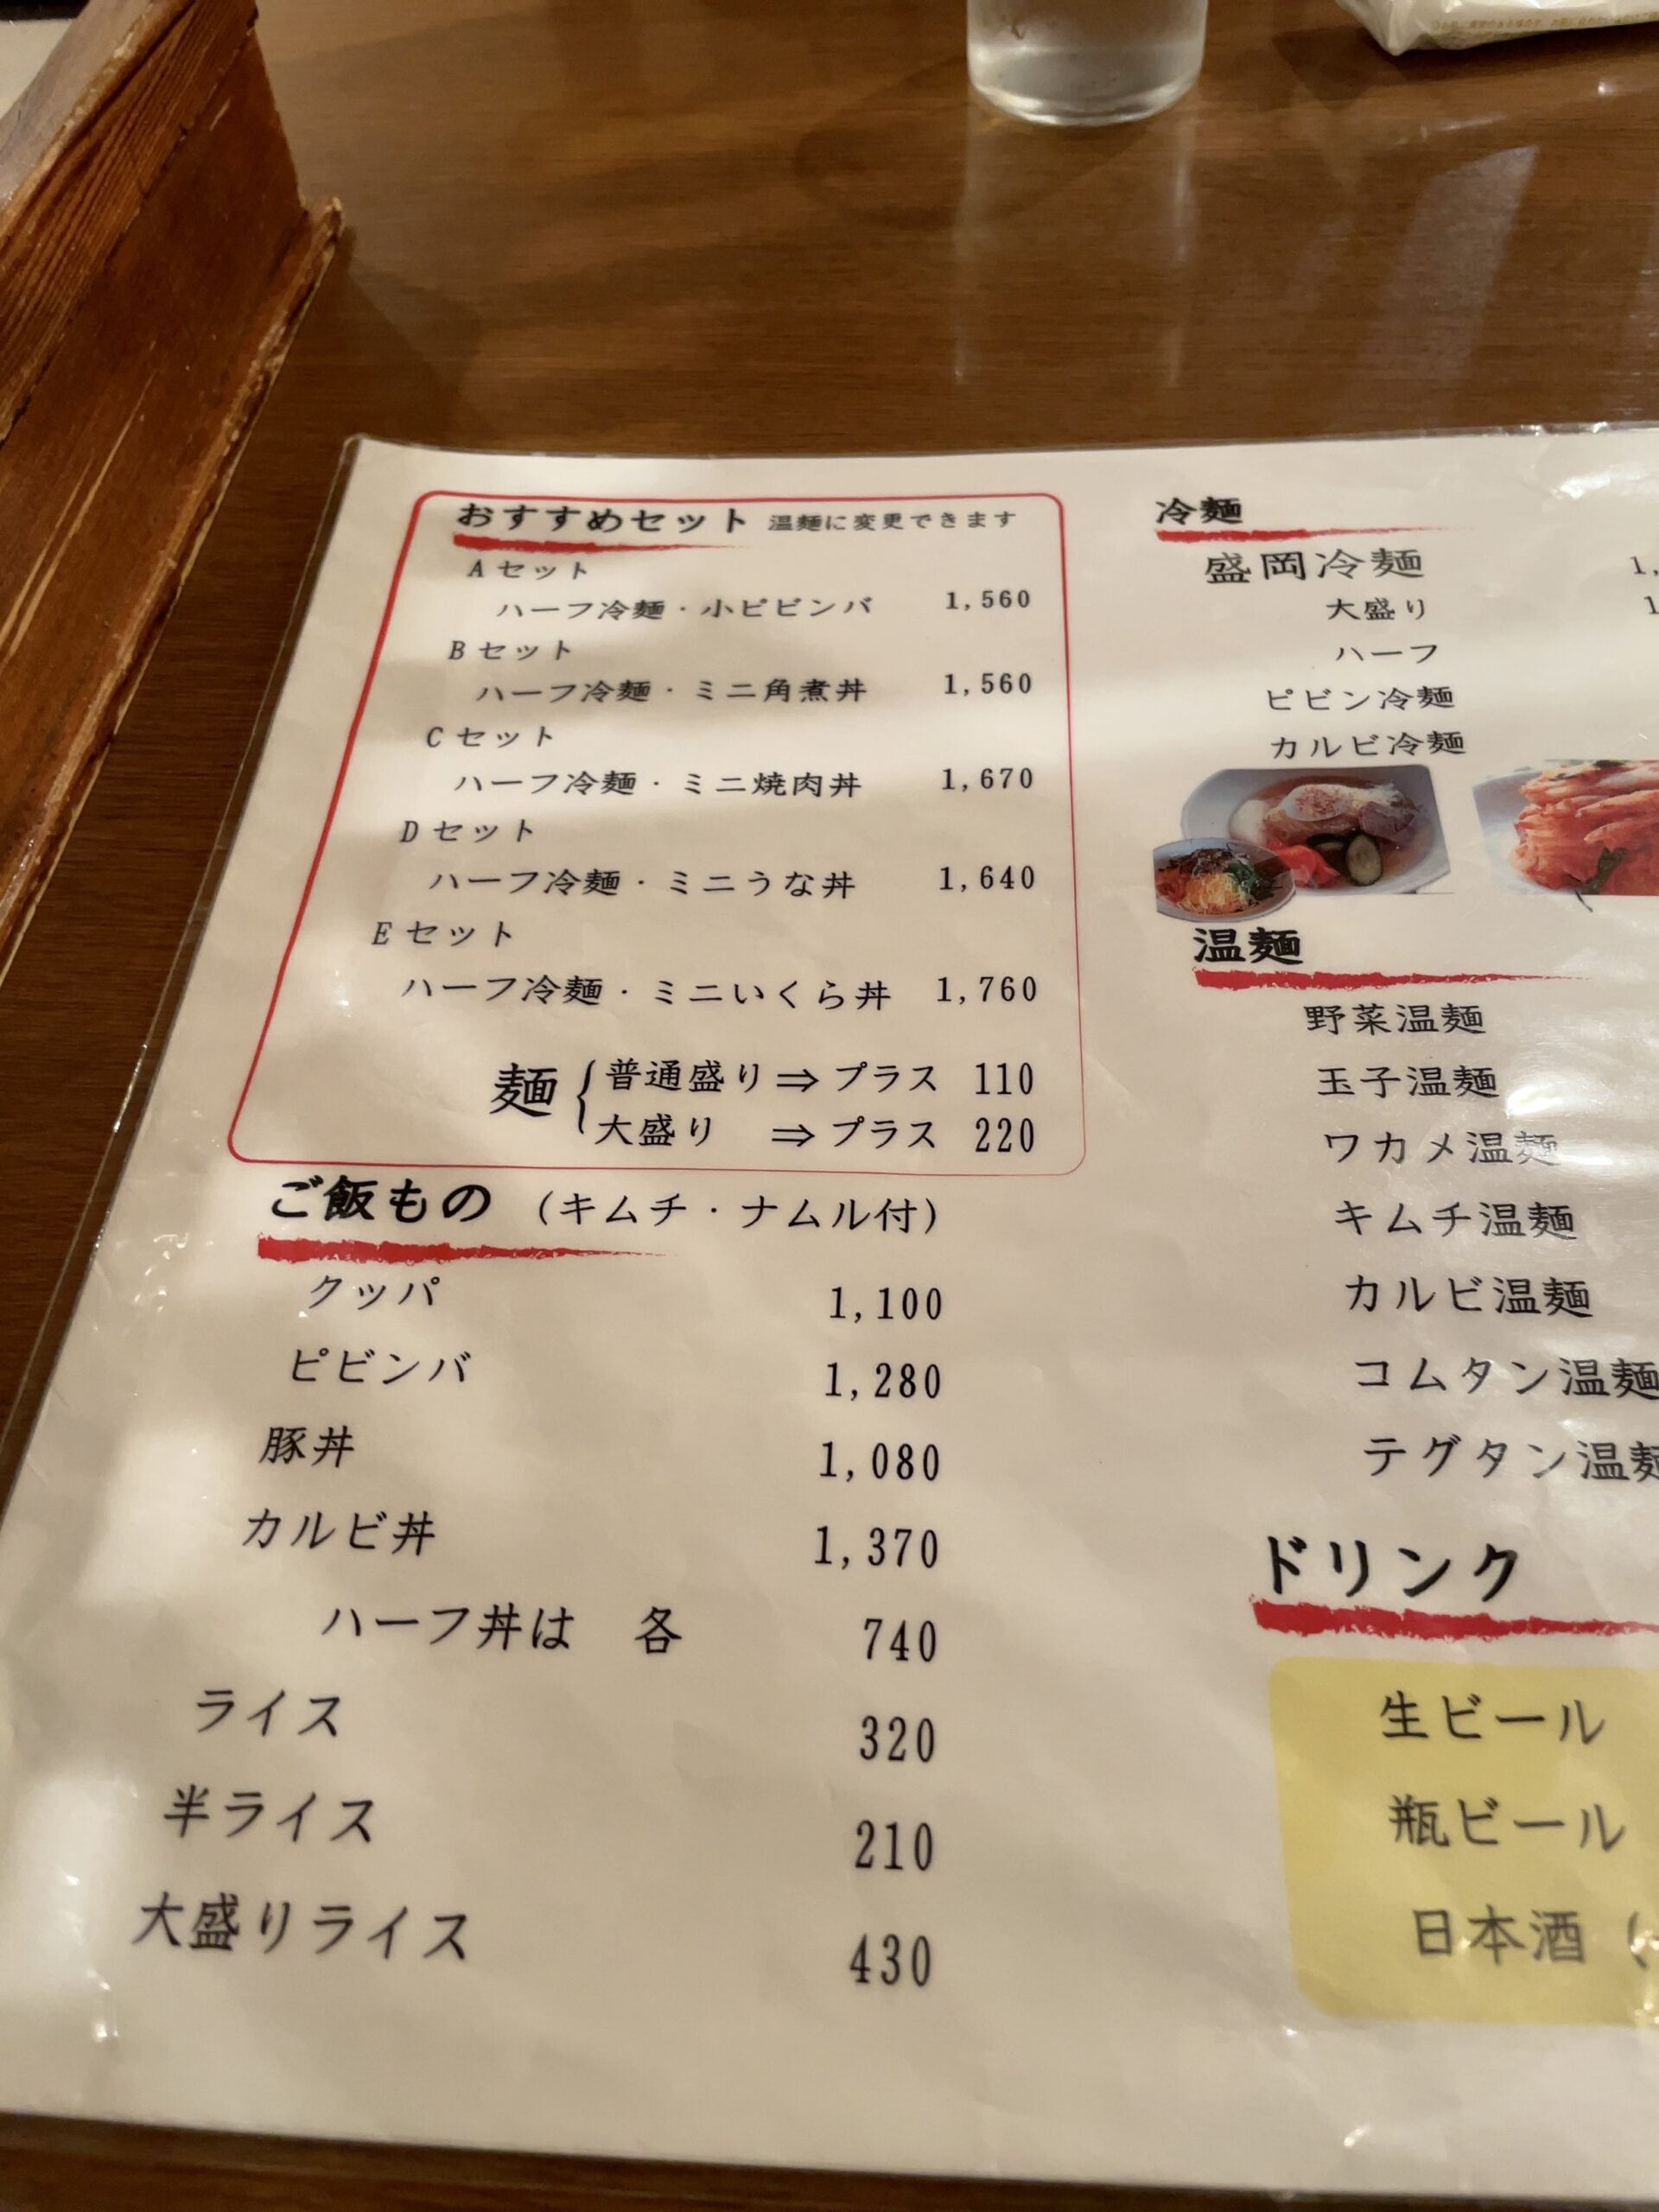 おすすめセット 温麺に変更できます
Aセット
ハーフ冷麺・小ピビンバ 1,560
Bセット
ハーフ冷麺・ミニ角煮丼 1,560
Cセット
ハーフ冷麺・ミニ焼肉丼 1,670
Dセット
ハーフ冷麺・ミニうな丼 1,640
Eセット
ハーフ冷麺・ミニいくら丼 1,760
麺
普通盛り⇒プラス 110
大盛り ⇒プラス 220
ご飯もの (キムチ・ナムル付)
クッパ 1,100
ピビンバ 1,280
豚丼 1,080
カルビ丼 1,370
ハーフ丼は 各 740
ライス 320
半ライス 210
大盛りライス 430
冷麺
盛岡冷麺 1,
大盛り 1
ハーフ
ピビン冷麺
カルビ冷麺
温麺
野菜温麺
玉子温麺
ワカメ温麺
キムチ温麺
カルビ温麺
コムタン温麺
テグタン温麺
ドリンク
生ビール
瓶ビール
日本酒 (